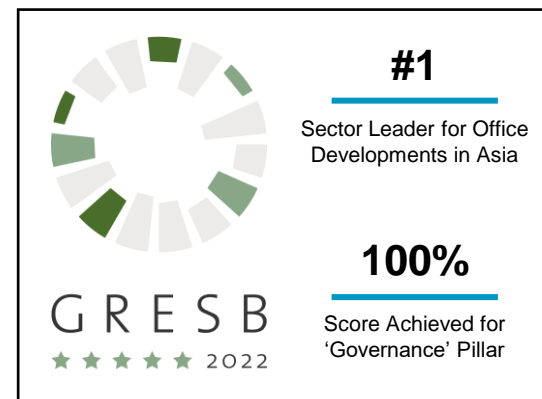 #1
Sector Leader for Office
Developments in Asia
100%
Score Achieved for
‘Governance’ Pillar
GRESB
★★★★★ 2022